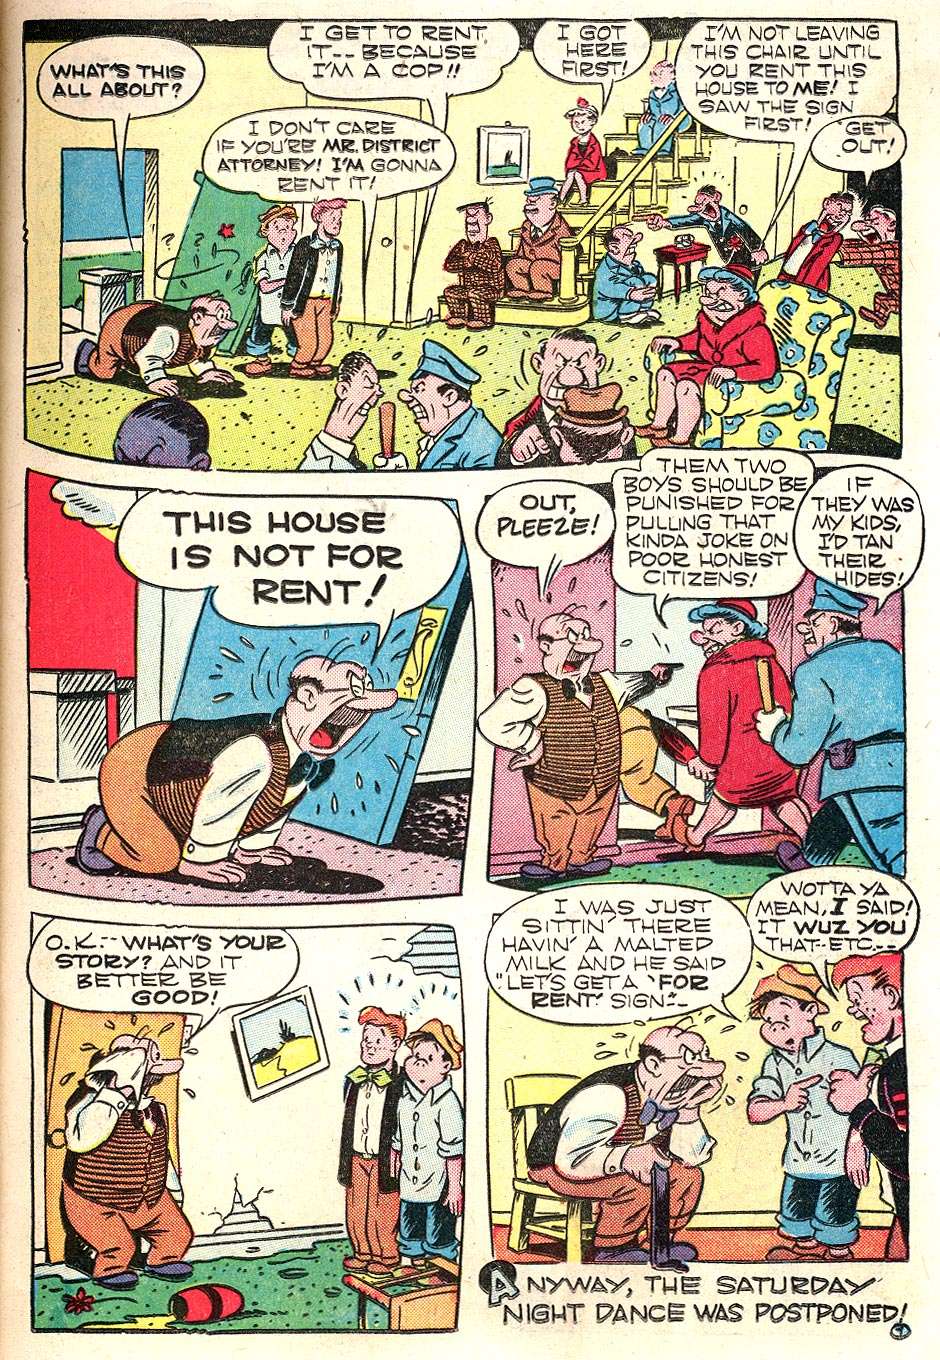 WHAT'S THIS
ALL ABOUT?
I GET TO RENT
IT-- BECAUSE
I'M A COP!!
I DON'T CARE
IF YOU'RE MR. DISTRICT
ATTORNEY! I'M GONNA
RENT IT!
I GOT
HERE
FIRST!
I'M NOT LEAVING
THIS CHAIR UNTIL
YOU RENT THIS
HOUSE TO ME! I
SAW THE SIGN
FIRST!
GET
OUT!
THIS HOUSE
IS NOT FOR
RENT!
OUT,
PLEEZE!
THEM TWO
BOYS SHOULD BE
PUNISHED FOR
PULLING THAT
KINDA JOKE ON
POOR HONEST
CITIZENS!
IF
THEY WAS
MY KIDS,
I'D TAN
THEIR
HIDES!
O.K.-- WHAT'S YOUR
STORY? AND IT
BETTER BE
GOOD!
I WAS JUST
SITTIN' THERE
HAVIN' A MALTED
MILK AND HE SAID
"LET'S GET A 'FOR
RENT' SIGN"--
WOTTA YA
MEAN, I SAID!
IT WUZ YOU
THAT--ETC.--
ANYWAY, THE SATURDAY
NIGHT DANCE WAS POSTPONED!